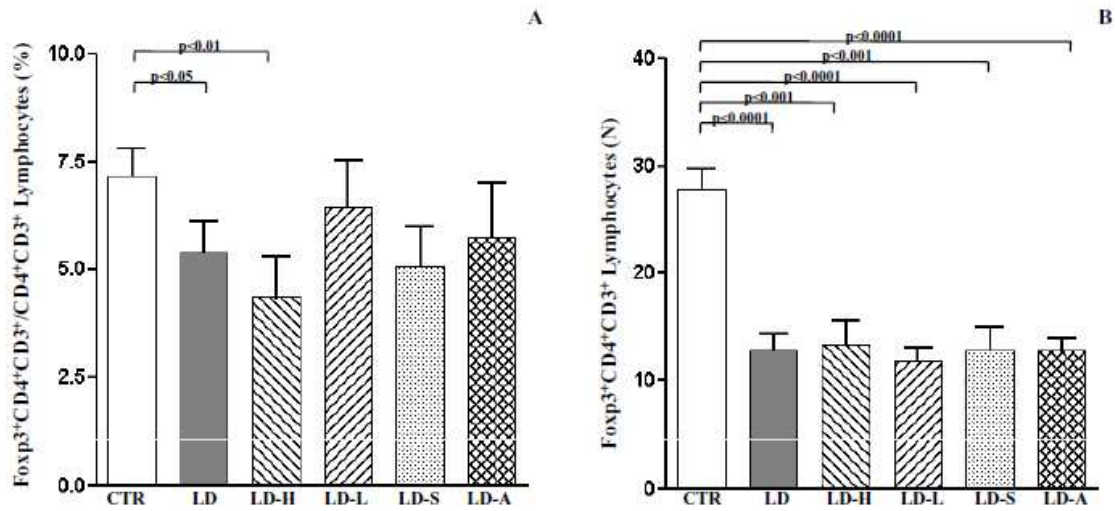 A
p<0.01
p<0.05
Foxp3⁺CD4⁺CD3⁺/CD4⁺CD3⁺ Lymphocytes (%)
10.0
7.5
5.0
2.5
0.0
CTR LD LD-H LD-L LD-S LD-A
B
p<0.0001
p<0.001
p<0.0001
p<0.001
p<0.0001
Foxp3⁺CD4⁺CD3⁺ Lymphocytes (N)
40
30
20
10
0
CTR LD LD-H LD-L LD-S LD-A